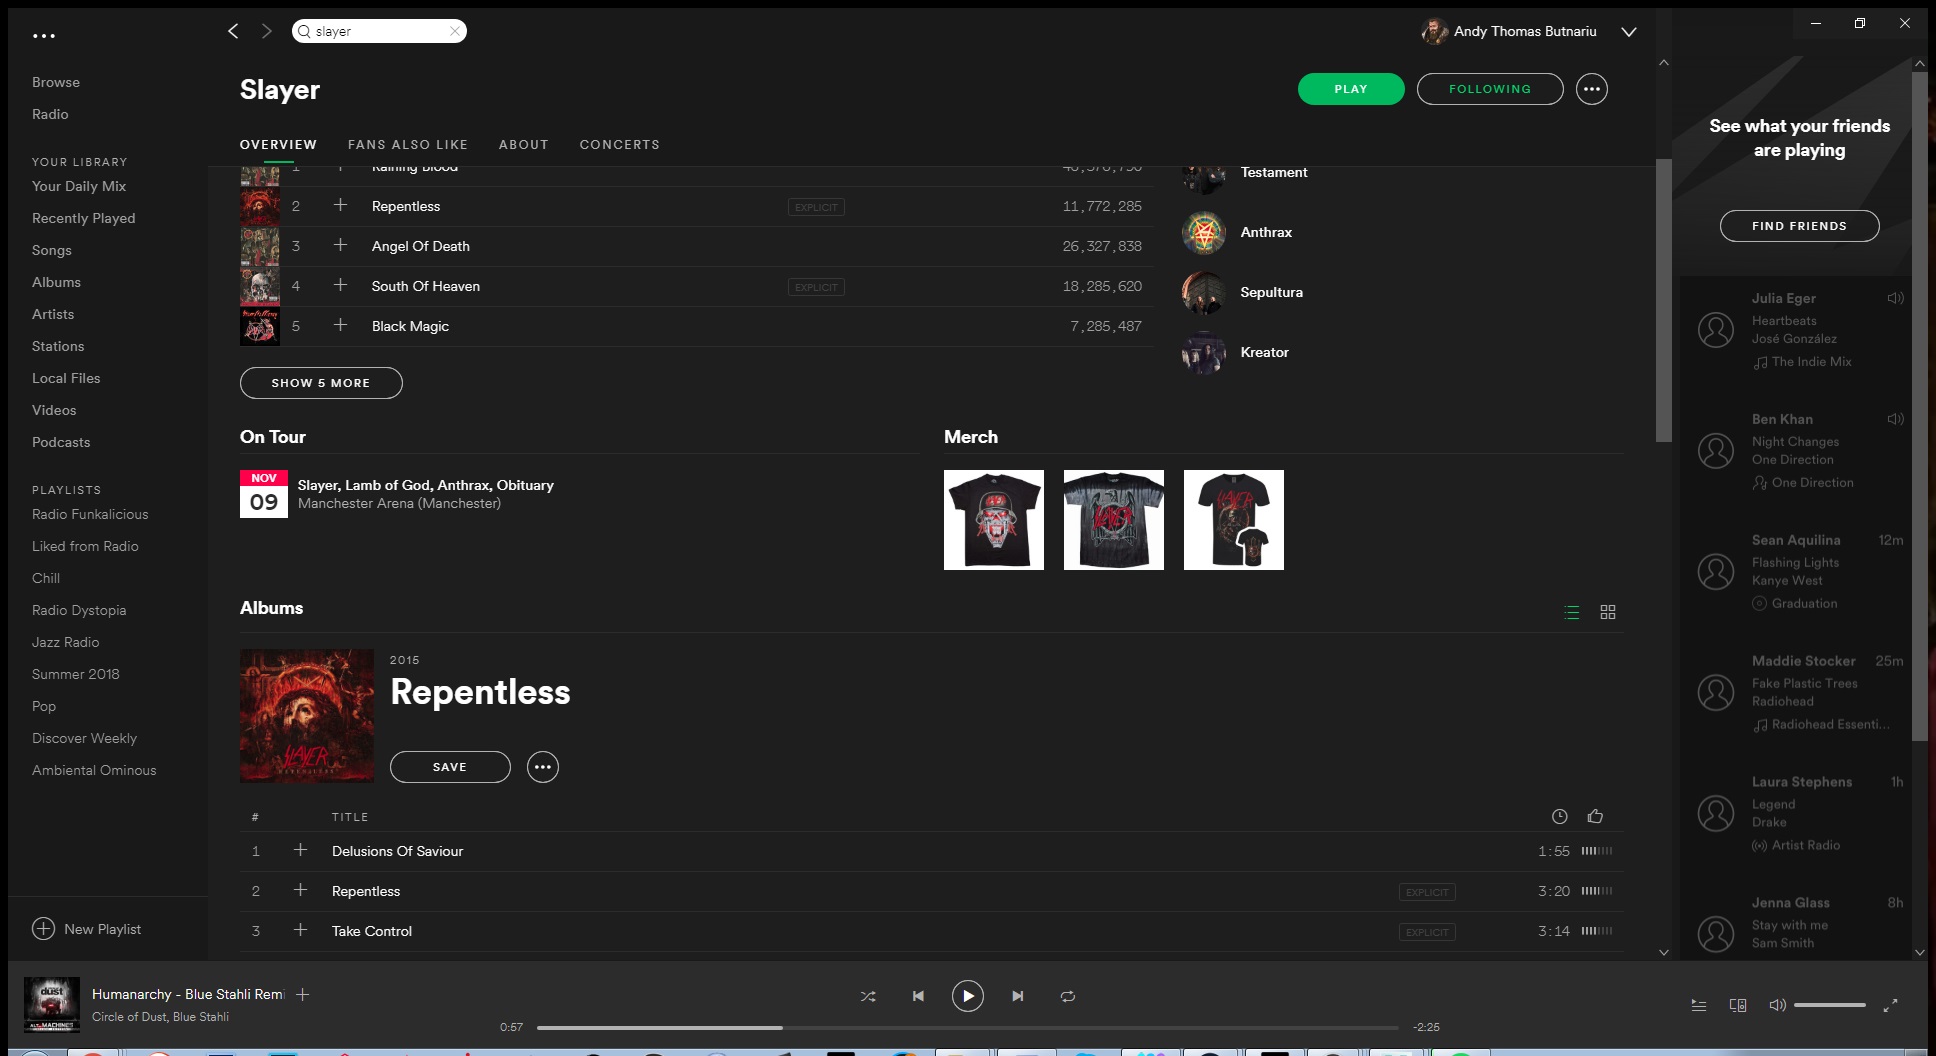 slayer
Andy Thomas Butnariu
Browse
Radio
YOUR LIBRARY
Your Daily Mix
Recently Played
Songs
Albums
Artists
Stations
Local Files
Videos
Podcasts
PLAYLISTS
Radio Funkalicious
Liked from Radio
Chill
Radio Dystopia
Jazz Radio
Summer 2018
Pop
Discover Weekly
Ambiental Ominous
New Playlist
Slayer
PLAY
FOLLOWING
OVERVIEW FANS ALSO LIKE ABOUT CONCERTS
1 Raining Blood
2 Repentless EXPLICIT 11,772,285
3 Angel Of Death 26,327,838
4 South Of Heaven EXPLICIT 18,285,620
5 Black Magic 7,285,487
SHOW 5 MORE
Testament
Anthrax
Sepultura
Kreator
On Tour
NOV
09
Slayer, Lamb of God, Anthrax, Obituary
Manchester Arena (Manchester)
Merch
SLAYER
SLAYER
Albums
SLAYER
REPENTLESS
2015
Repentless
SAVE
# TITLE
1 Delusions Of Saviour 1:55
2 Repentless EXPLICIT 3:20
3 Take Control EXPLICIT 3:14
See what your friends
are playing
FIND FRIENDS
Julia Eger
Heartbeats
José González
The Indie Mix
Ben Khan
Night Changes
One Direction
One Direction
Sean Aquilina 12m
Flashing Lights
Kanye West
Graduation
Maddie Stocker 25m
Fake Plastic Trees
Radiohead
Radiohead Essenti...
Laura Stephens 1h
Legend
Drake
Artist Radio
Jenna Glass 8h
Stay with me
Sam Smith
dust
Humanarchy - Blue Stahli Remi
Circle of Dust, Blue Stahli
0:57
-2:25